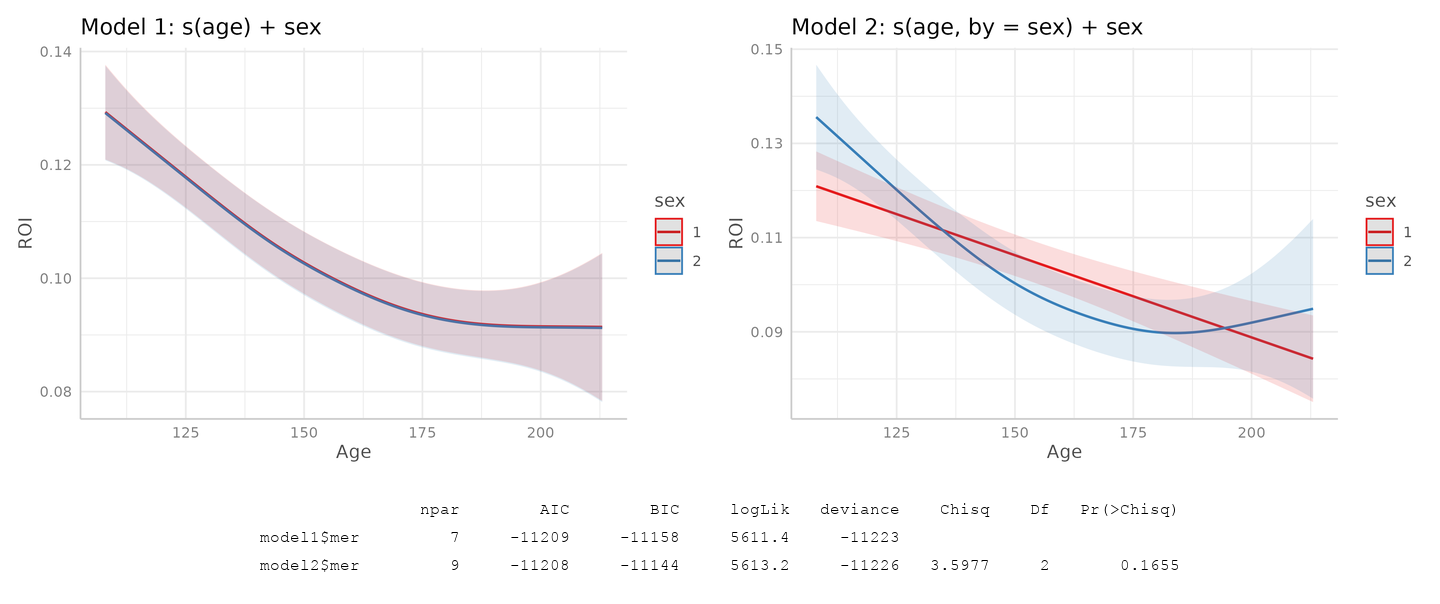 Model 1: s(age) + sex
0.14
0.12
0.10
0.08
ROI
125 150 175 200
Age
sex
1
2
Model 2: s(age, by = sex) + sex
0.15
0.13
0.11
0.09
ROI
125 150 175 200
Age
sex
1
2
npar AIC BIC logLik deviance Chisq Df Pr(>Chisq)
model1$mer 7 -11209 -11158 5611.4 -11223
model2$mer 9 -11208 -11144 5613.2 -11226 3.5977 2 0.1655